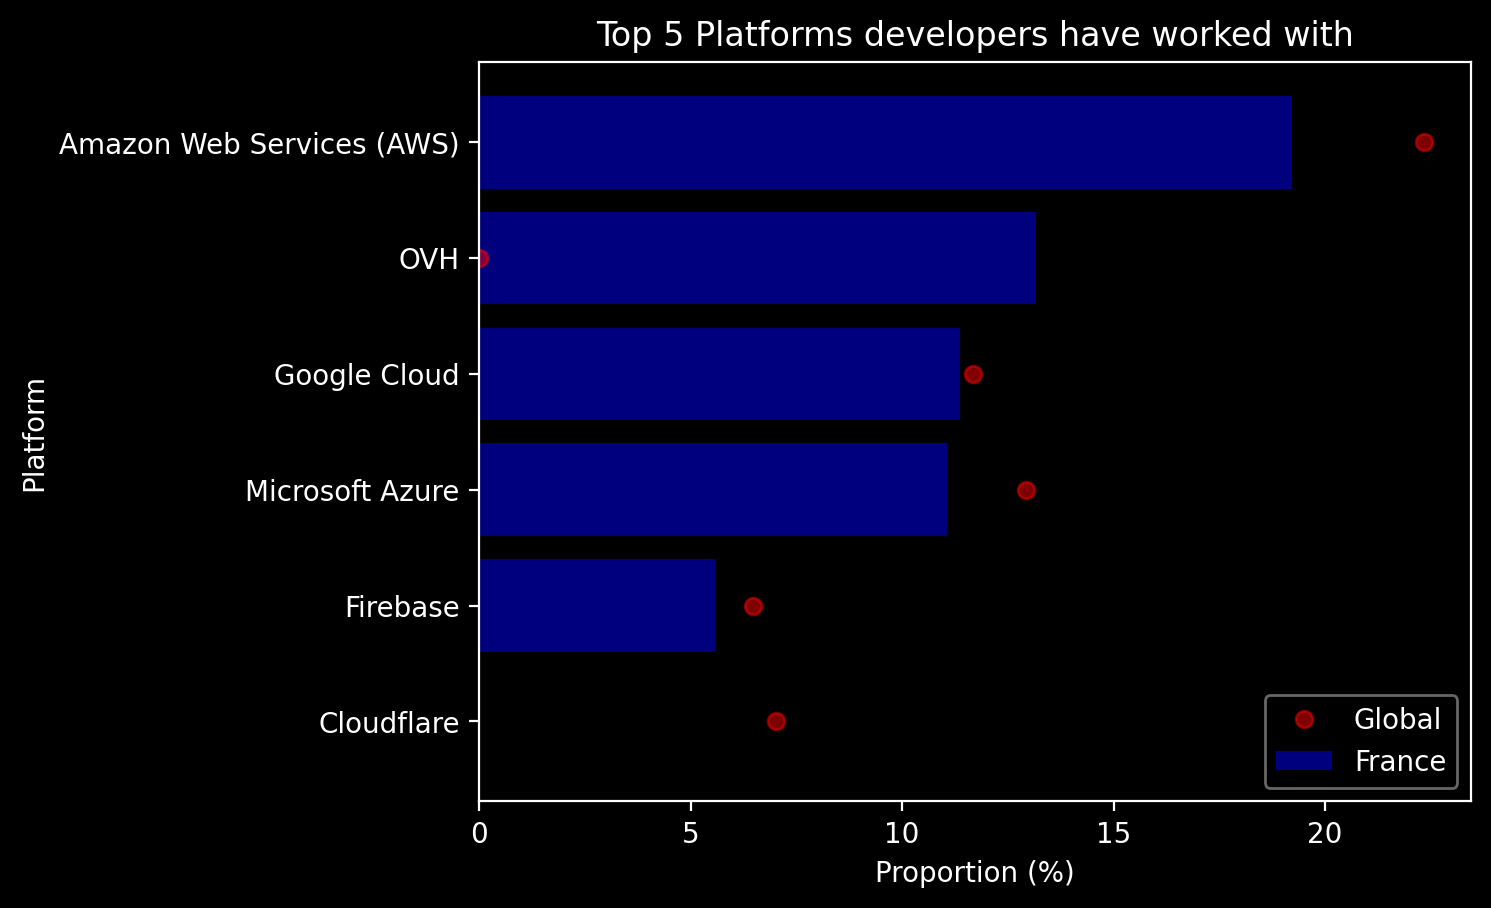 Top 5 Platforms developers have worked with
Amazon Web Services (AWS)
OVH
Google Cloud
Microsoft Azure
Firebase
Cloudflare
Platform
Global
France
0 5 10 15 20
Proportion (%)